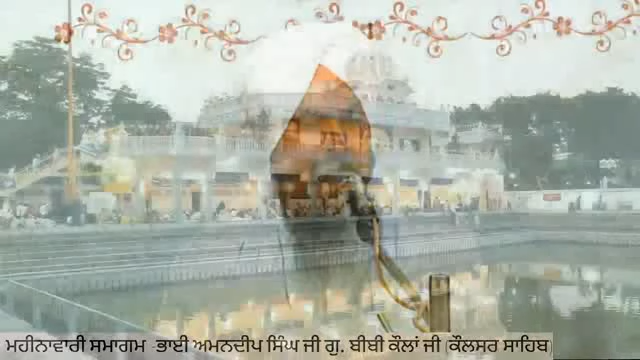 ਮਹੀਨਾਵਾਰੀ ਸਮਾਗਮ -ਭਾਈ ਅਮਨਦੀਪ ਸਿੰਘ ਜੀ ਗੁ. ਬੀਬੀ ਕੌਲਾਂ ਜੀ (ਕੌਲਸਰ ਸਾਹਿਬ)